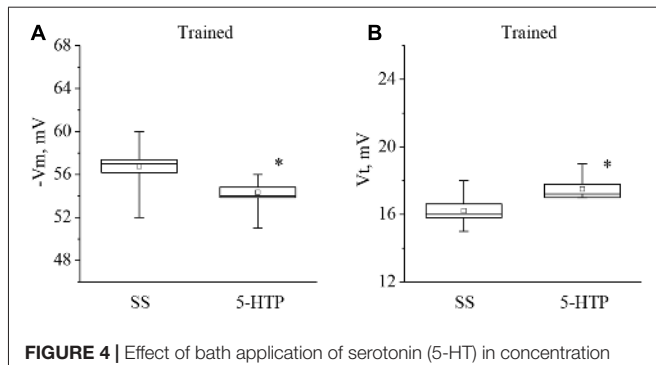 A Trained
68
64
60
56
52
48
-Vm, mV
*
SS 5-HTP
B Trained
24
20
16
12
Vt, mV
*
SS 5-HTP
FIGURE 4 | Effect of bath application of serotonin (5-HT) in concentration